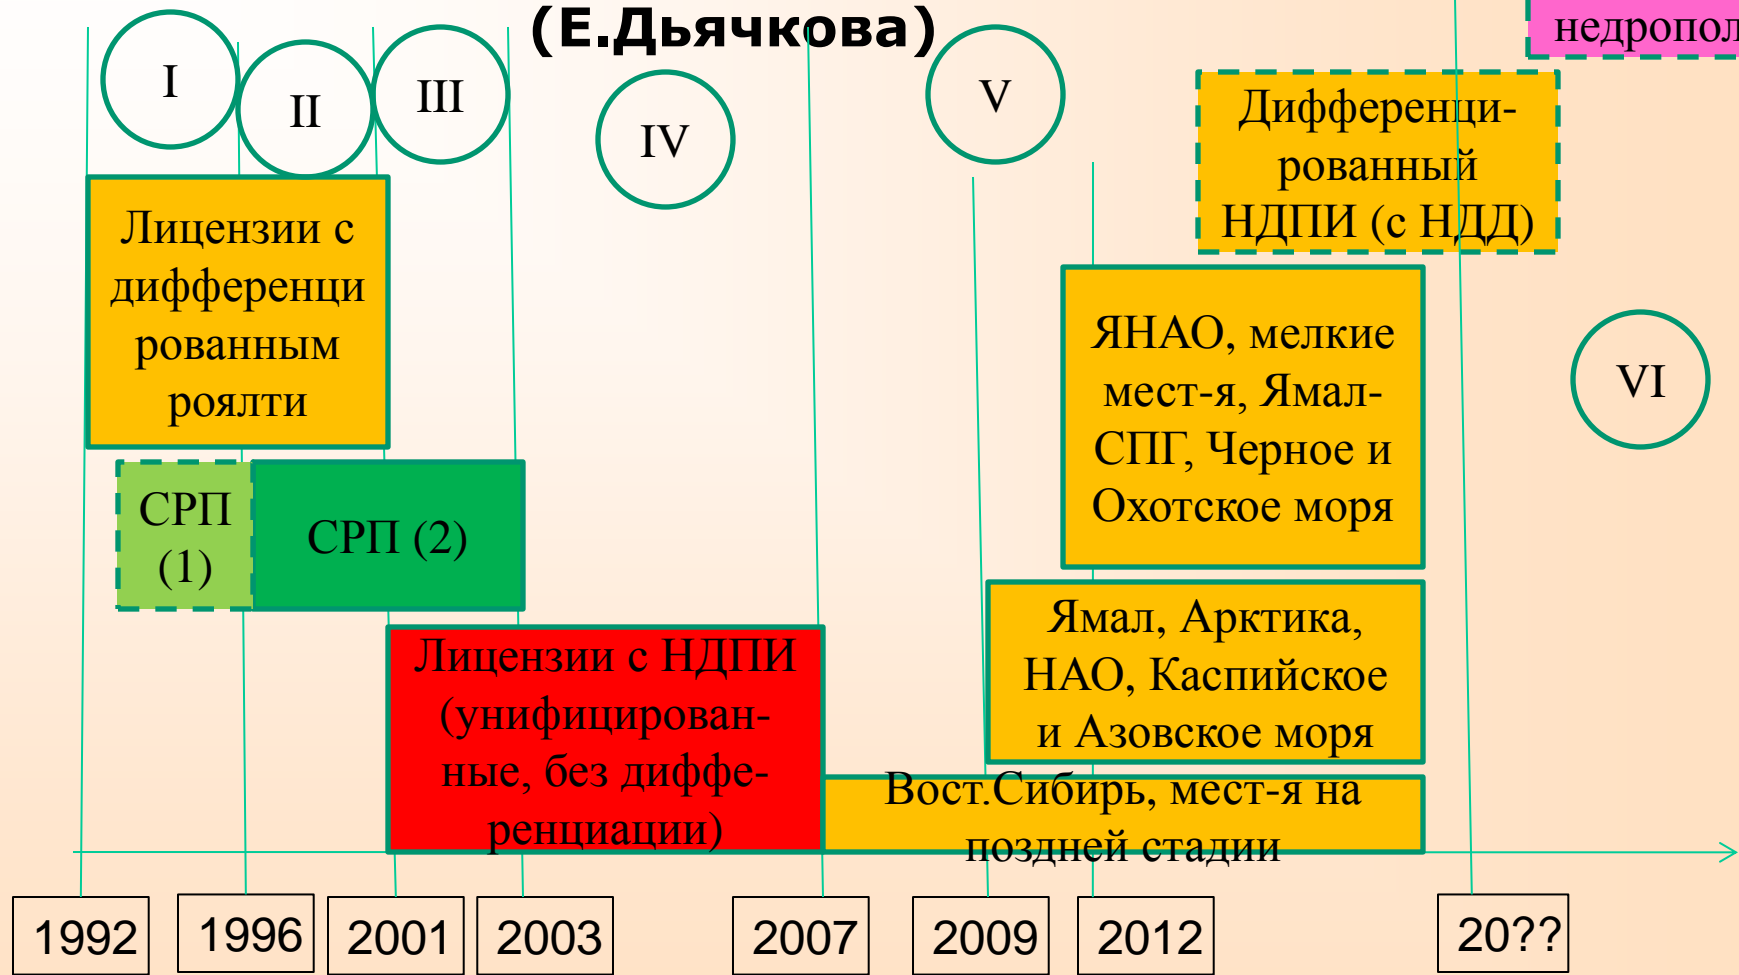 (Е.Дьячкова)
недропол
I
II
III
IV
V
Дифференци-
рованный
НДПИ (с НДД)
Лицензии с
дифференци
рованным
роялти
ЯНАО, мелкие
мест-я, Ямал-
СПГ, Черное и
Охотское моря
VI
СРП
(1)
СРП (2)
Ямал, Арктика,
НАО, Каспийское
и Азовское моря
Лицензии с НДПИ
(унифицирован-
ные, без диффе-
ренциации)
Вост.Сибирь, мест-я на
поздней стадии
1992
1996
2001
2003
2007
2009
2012
20??